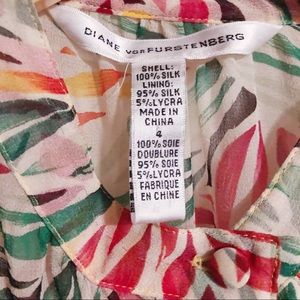 DIANE VON FURSTENBERG
SHELL:
100% SILK
LINING:
95% SILK
5% LYCRA
MADE IN
CHINA
4
100% SOIE
DOUBLURE
95% SOIE
5% LYCRA
FABRIQUE
EN CHINE